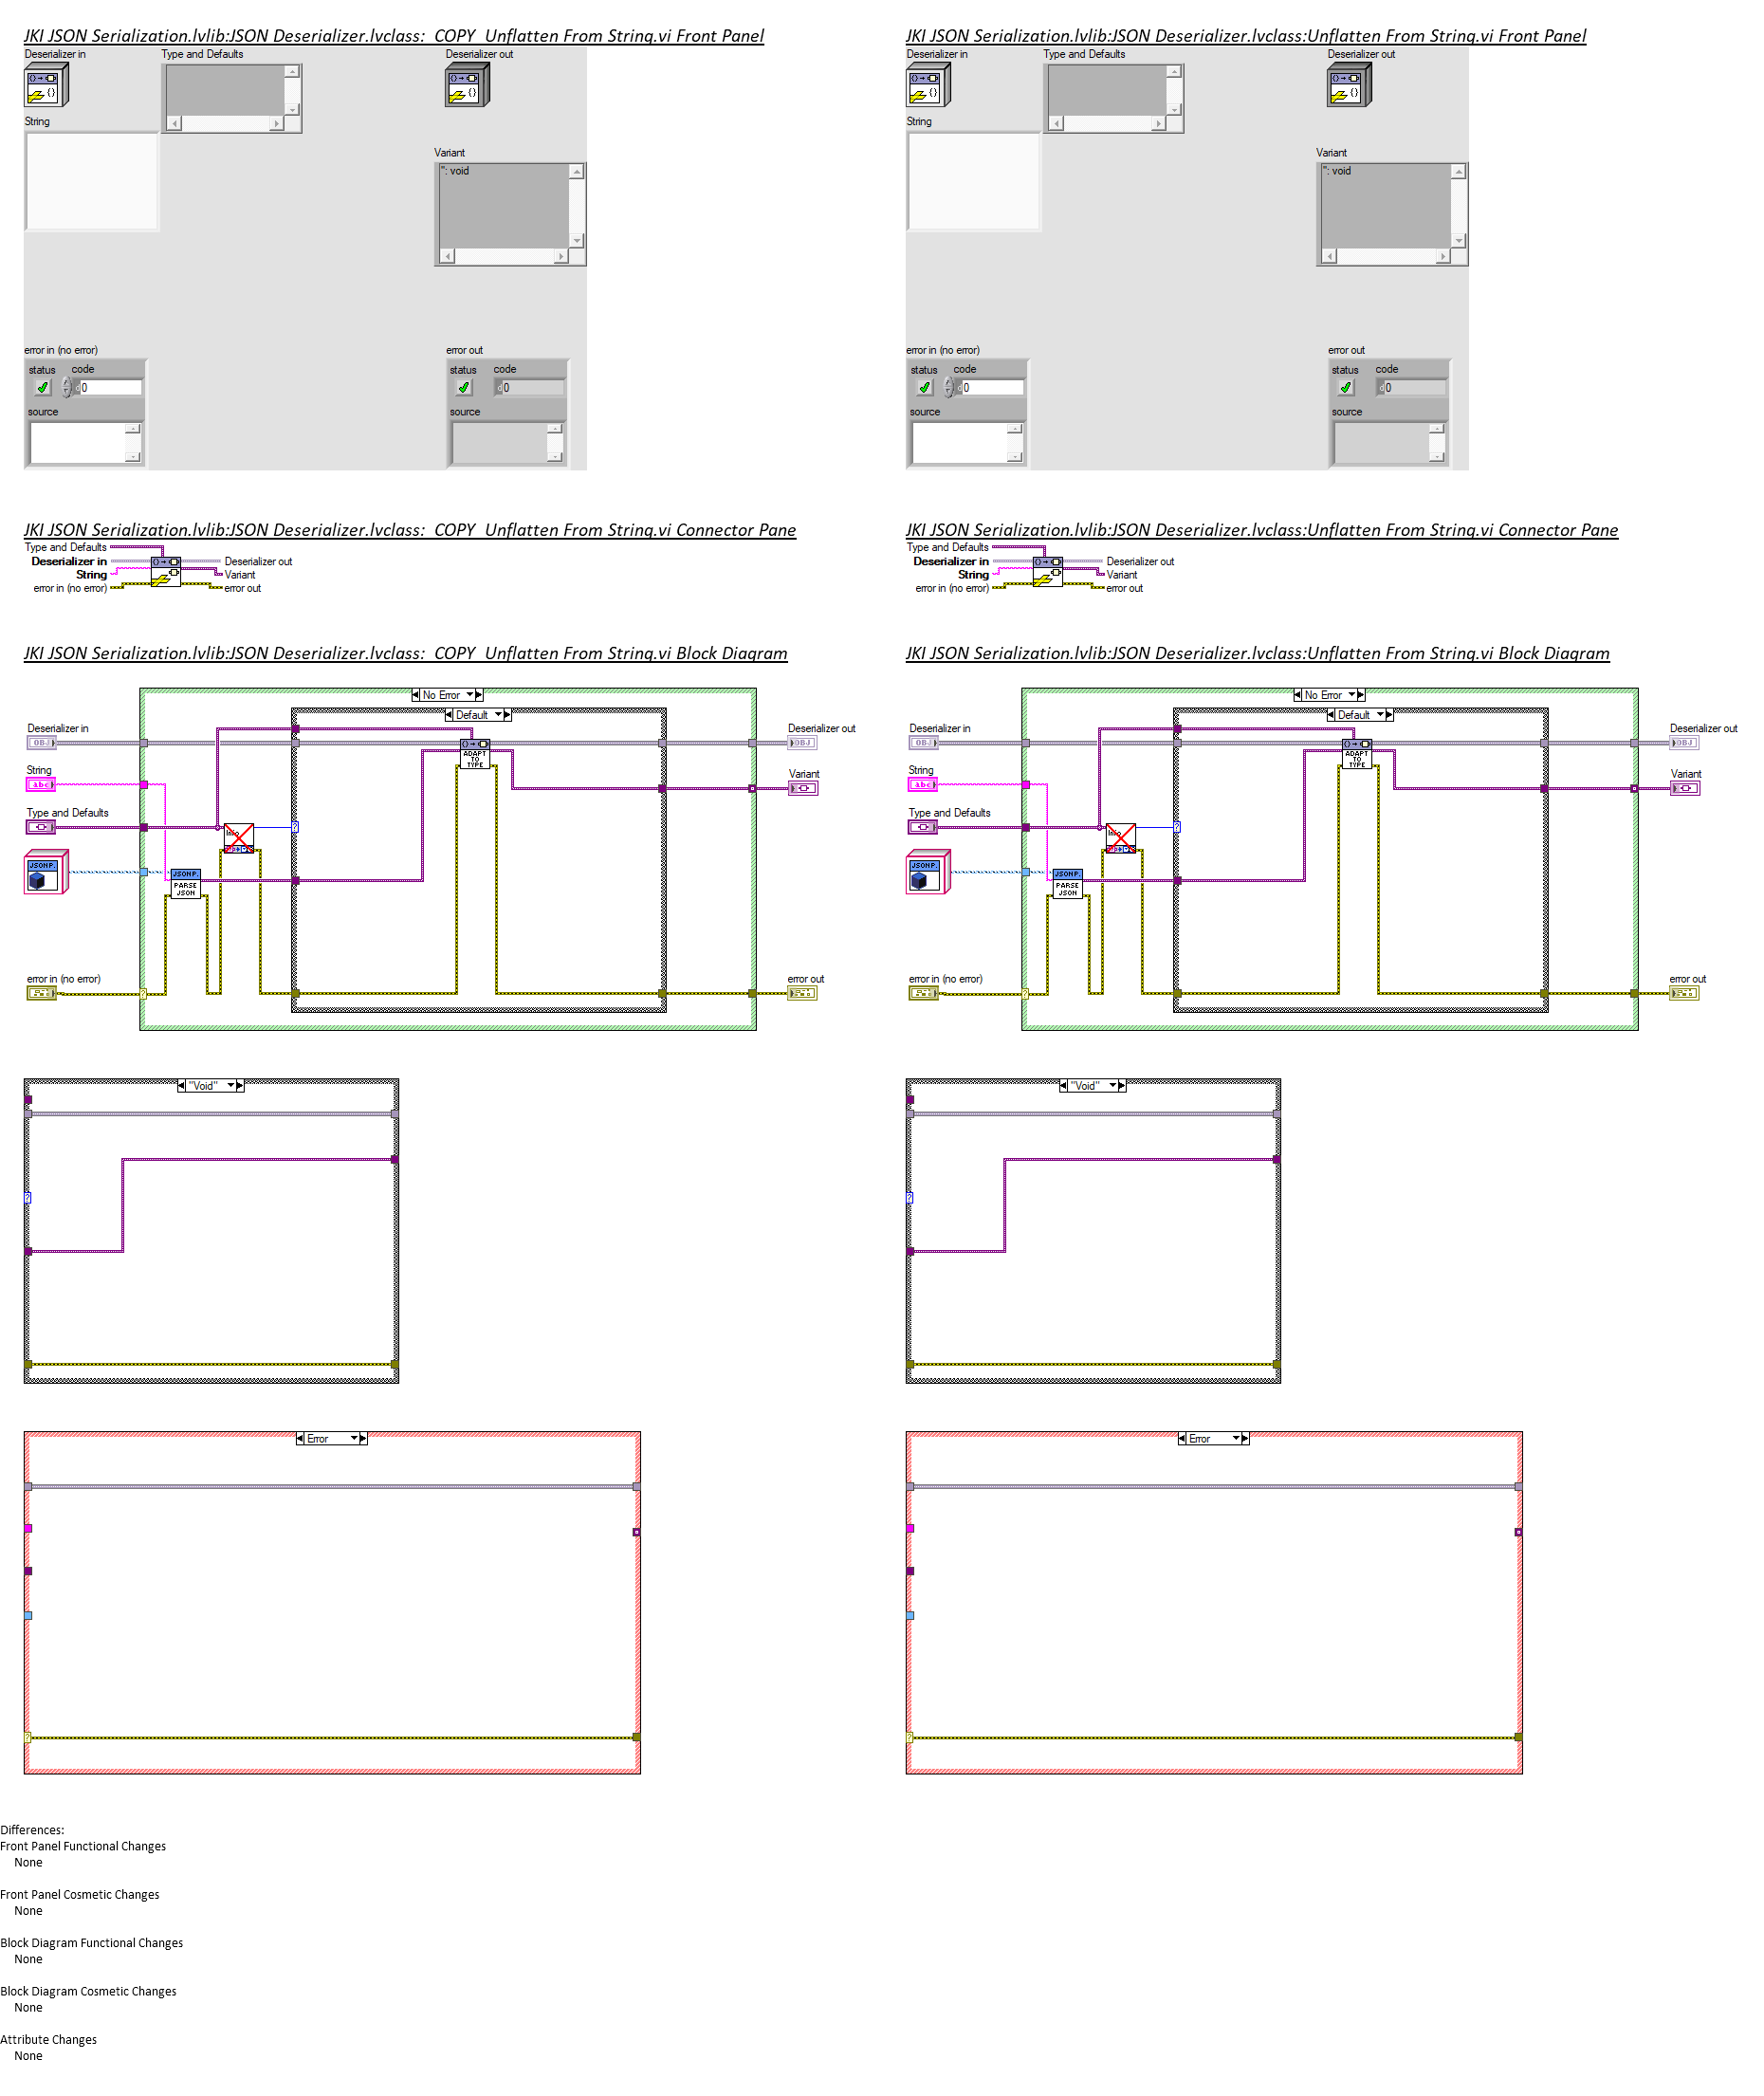 JKI JSON Serialization.lvlib:JSON Deserializer.lvclass:  COPY  Unflatten From String.vi Front Panel
Deserializer in
Type and Defaults
Deserializer out
String
Variant
": void
error in (no error)
status
code
d
0
source
error out
status
code
d
0
source
JKI JSON Serialization.lvlib:JSON Deserializer.lvclass:Unflatten From String.vi Front Panel
Deserializer in
Type and Defaults
Deserializer out
String
Variant
": void
error in (no error)
status
code
d
0
source
error out
status
code
d
0
source
JKI JSON Serialization.lvlib:JSON Deserializer.lvclass:  COPY  Unflatten From String.vi Connector Pane
Type and Defaults
Deserializer in
String
error in (no error)
Deserializer out
Variant
error out
JKI JSON Serialization.lvlib:JSON Deserializer.lvclass:Unflatten From String.vi Connector Pane
Type and Defaults
Deserializer in
String
error in (no error)
Deserializer out
Variant
error out
JKI JSON Serialization.lvlib:JSON Deserializer.lvclass:  COPY  Unflatten From String.vi Block Diagram
No Error
Default
Deserializer in
OBJ
String
abc
Type and Defaults
JSONP.
JSONP.
PARSE
JSON
ADAPT
TO
TYPE
Deserializer out
OBJ
Variant
error in (no error)
error out
JKI JSON Serialization.lvlib:JSON Deserializer.lvclass:Unflatten From String.vi Block Diagram
No Error
Default
Deserializer in
OBJ
String
abc
Type and Defaults
JSONP.
JSONP.
PARSE
JSON
ADAPT
TO
TYPE
Deserializer out
OBJ
Variant
error in (no error)
error out
"Void"
"Void"
Error
Error
Differences:
Front Panel Functional Changes
None
Front Panel Cosmetic Changes
None
Block Diagram Functional Changes
None
Block Diagram Cosmetic Changes
None
Attribute Changes
None